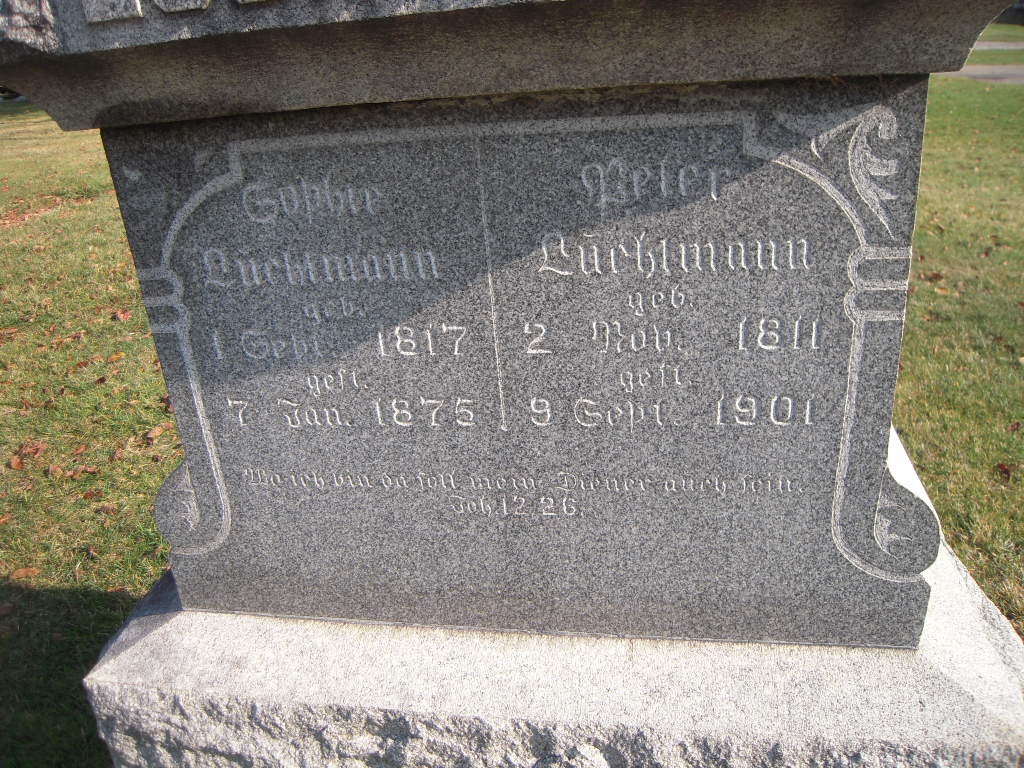 Sophie
Lüchtmann
geb.
1 Sept. 1817
gest.
7 Jan. 1875
Peter
Lüchtmann
geb.
2 Nov. 1811
gest.
9 Sept. 1901
Wo ich bin da soll mein Diener auch sein.
Joh. 12. 26.